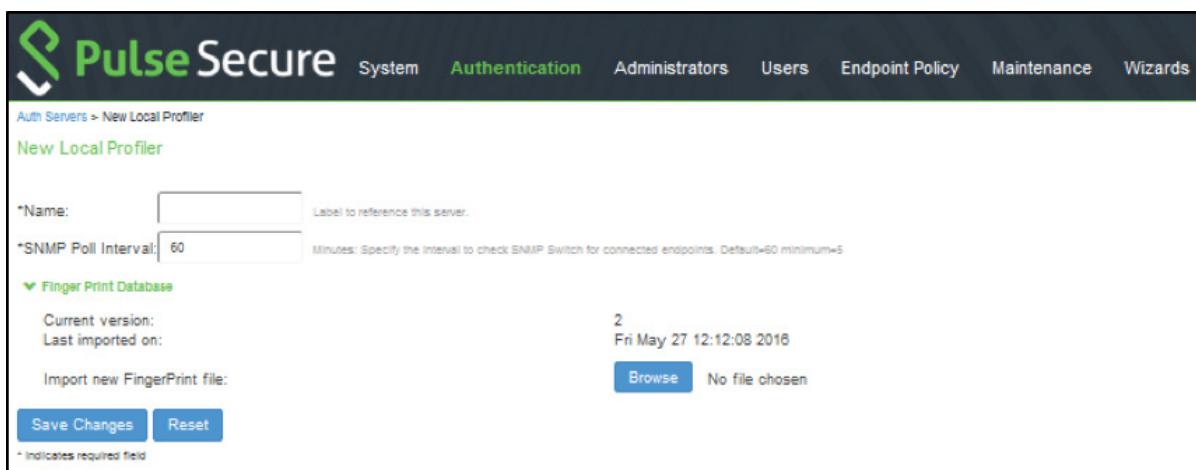 Pulse Secure System Authentication Administrators Users Endpoint Policy Maintenance Wizards
Auth Servers > New Local Profiler
New Local Profiler
*Name: Label to reference this server.
*SNMP Poll Interval: 60 Minutes: Specify the interval to check SNMP Switch for connected endpoints. Default=60 minimum=5
Finger Print Database
Current version: 2
Last imported on: Fri May 27 12:12:08 2016
Import new FingerPrint file: Browse No file chosen
Save Changes Reset
* Indicates required field